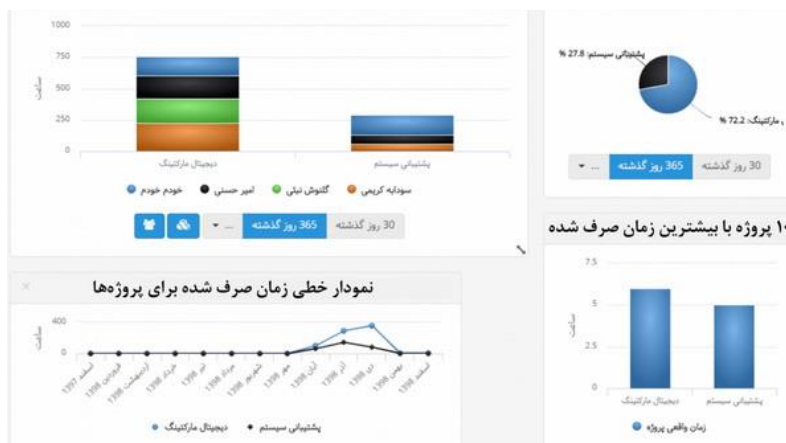 1000
750
500
250
0
ساعت
دیجیتال مارکتینگ
پشتیبانی سیستم
خودم خودم
امیر حسنی
گلنوش نبئی
سودابه کریمی
30 روز گذشته
365 روز گذشته
...
پشتیبانی سیستم: 27.8 %
مارکتینگ: 72.2 %
30 روز گذشته
365 روز گذشته
...
نمودار خطی زمان صرف شده برای پروژه‌ها
400
0
ساعت
اسفند 1397
فروردین 1398
اردیبهشت 1398
خرداد 1398
تیر 1398
مرداد 1398
شهریور 1398
مهر 1398
آبان 1398
آذر 1398
دی 1398
بهمن 1398
اسفند 1398
دیجیتال مارکتینگ
پشتیبانی سیستم
۱۰ پروژه با بیشترین زمان صرف شده
7.5
5
2.5
0
ساعت
دیجیتال مارکتینگ
پشتیبانی سیستم
زمان واقعی پروژه